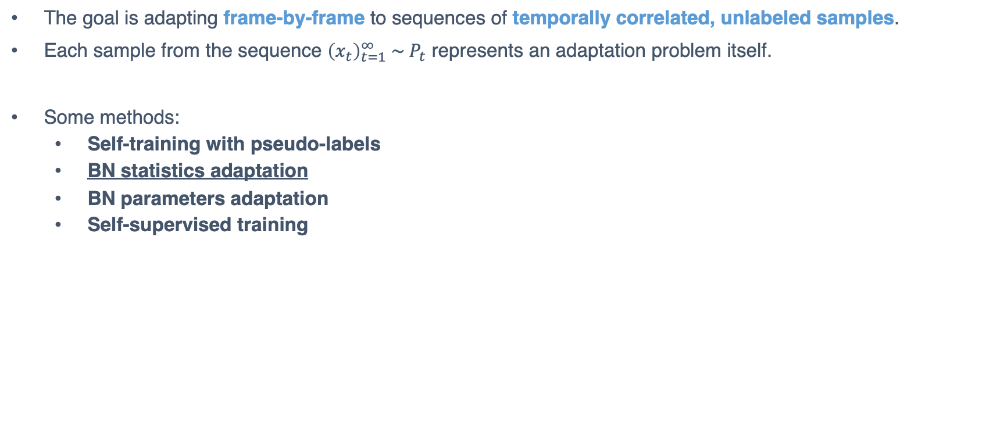 • The goal is adapting frame-by-frame to sequences of temporally correlated, unlabeled samples.
• Each sample from the sequence $(x_t)_{t=1}^{\infty} \sim P_t$ represents an adaptation problem itself.
• Some methods:
• Self-training with pseudo-labels
• BN statistics adaptation
• BN parameters adaptation
• Self-supervised training